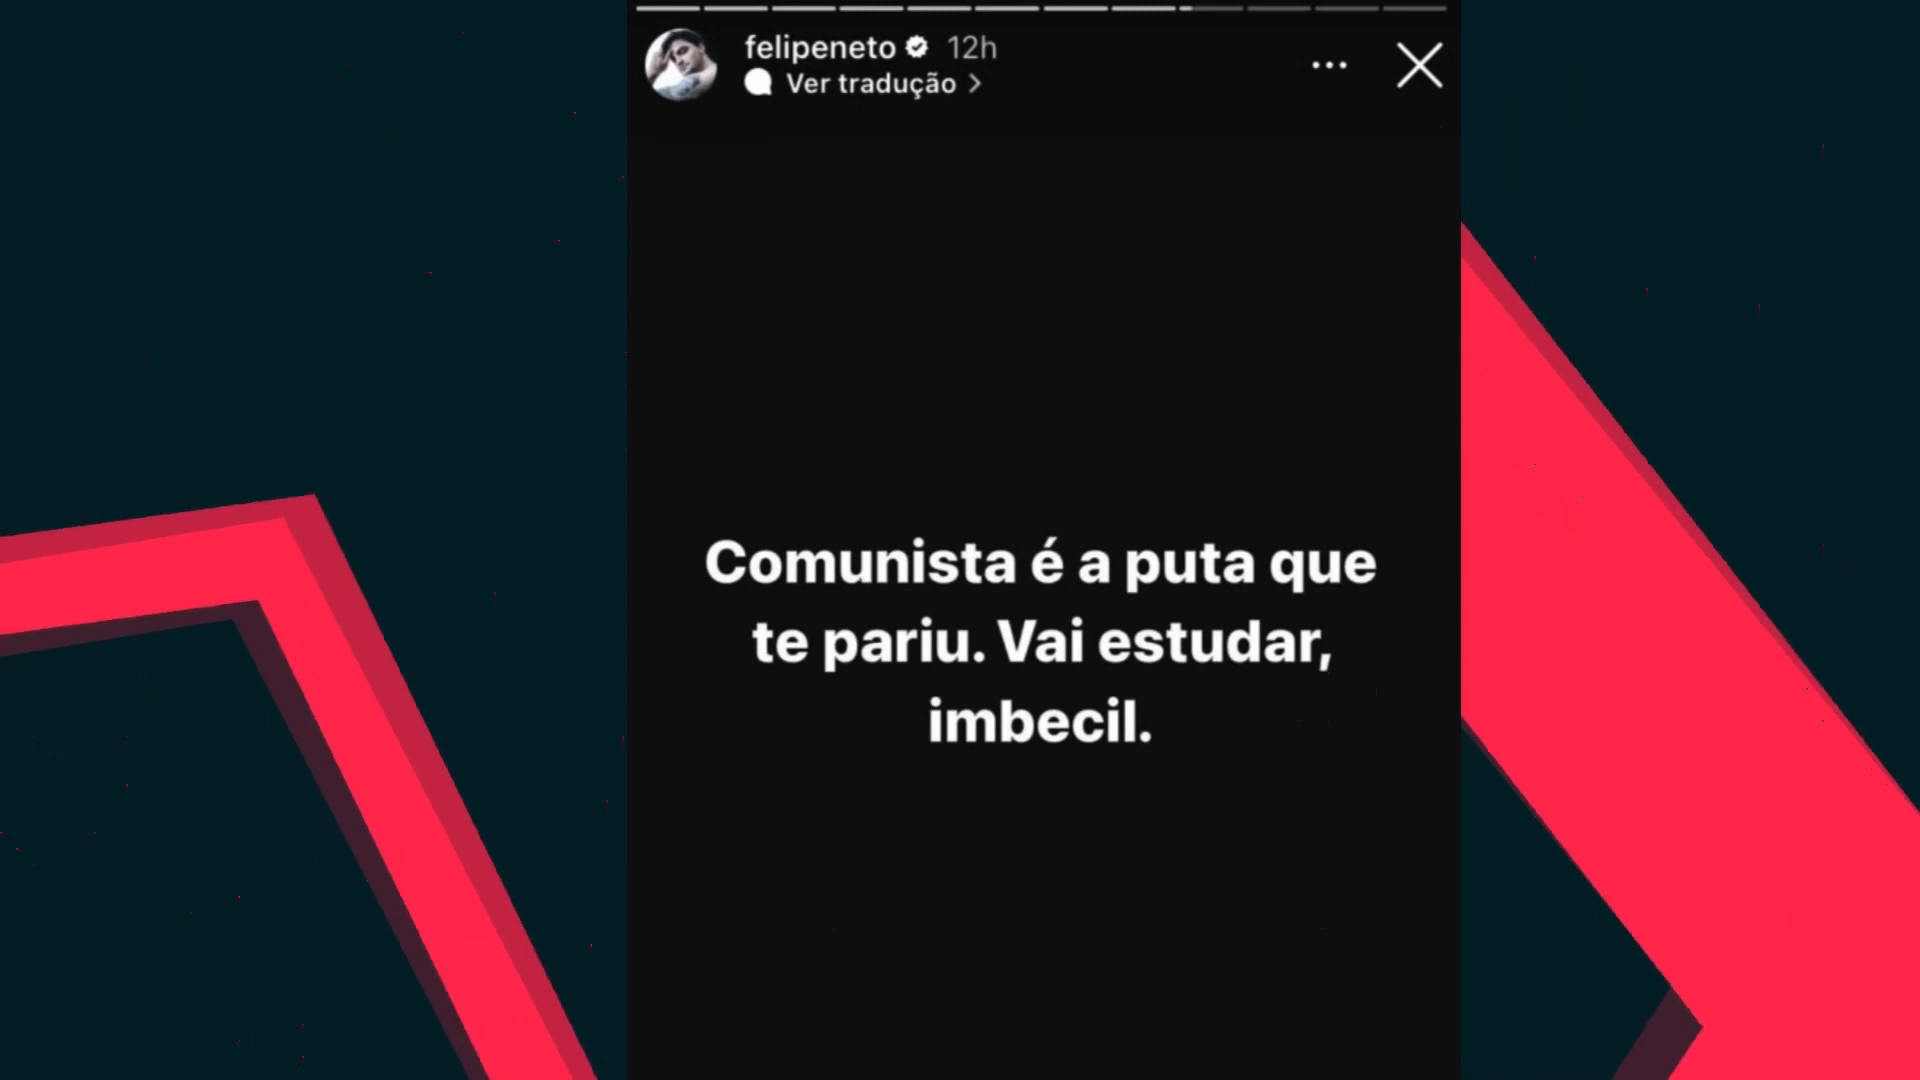 felipeneto 12h
Ver tradução
Comunista é a puta que
te pariu. Vai estudar,
imbecil.